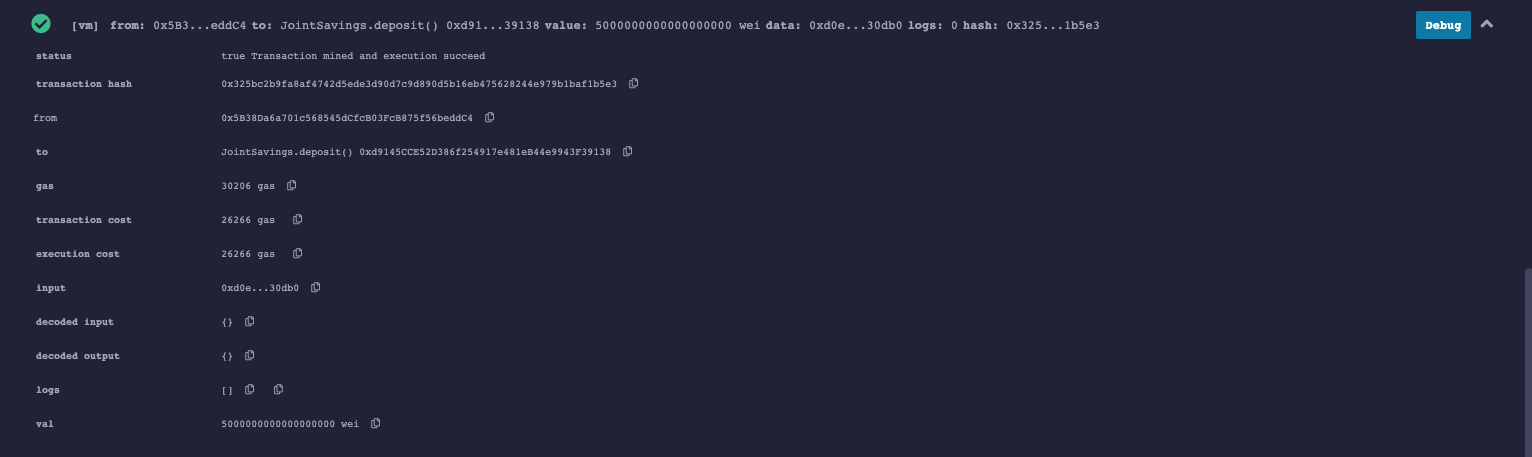 [vm] from: 0x5B3...eddC4 to: JointSavings.deposit() 0xd91...39138 value: 5000000000000000000 wei data: 0xd0e...30db0 logs: 0 hash: 0x325...1b5e3 Debug
status true Transaction mined and execution succeed
transaction hash 0x325bc2b9fa8af4742d5ede3d90d7c9d890d5b16eb475628244e979b1baf1b5e3
from 0x5B38Da6a701c568545dCfcB03FcB875f56beddC4
to JointSavings.deposit() 0xd9145CCE52D386f254917e481eB44e9943F39138
gas 30206 gas
transaction cost 26266 gas
execution cost 26266 gas
input 0xd0e...30db0
decoded input {}
decoded output {}
logs []
val 5000000000000000000 wei